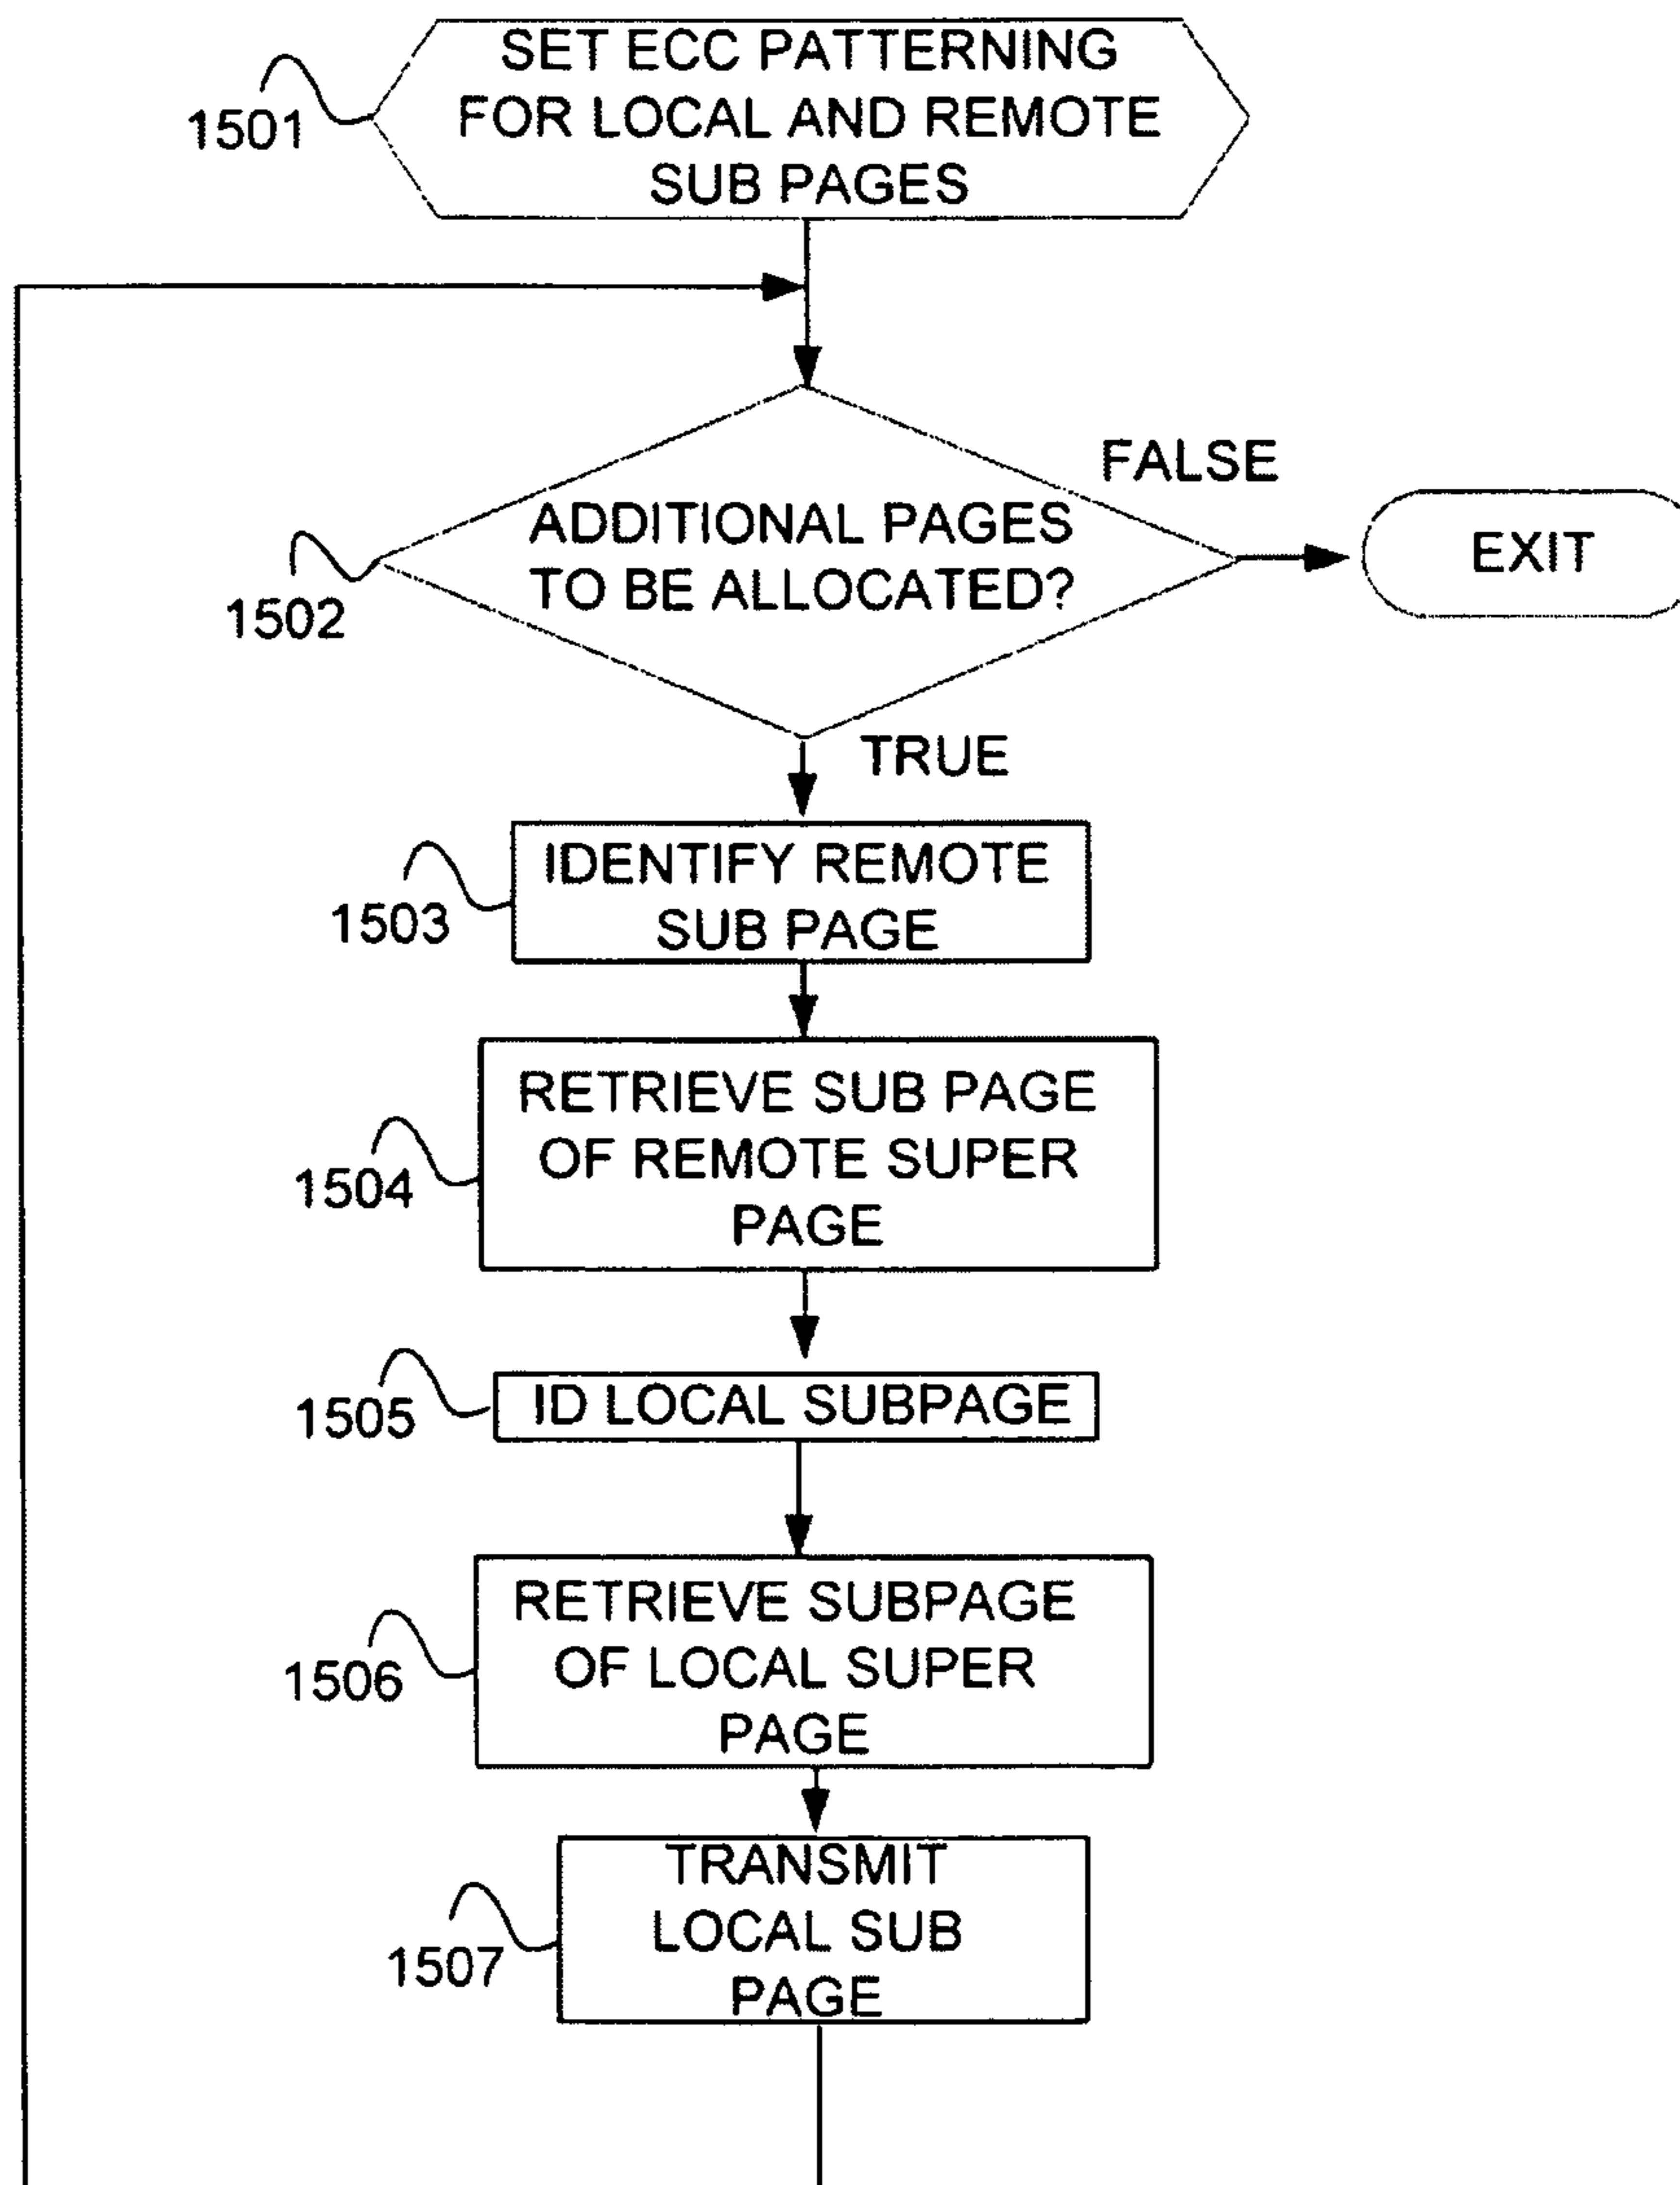 SET ECC PATTERNING
FOR LOCAL AND REMOTE
SUB PAGES
1501
FALSE
ADDITIONAL PAGES
TO BE ALLOCATED?
EXIT
1502
TRUE
IDENTIFY REMOTE
SUB PAGE
1503
RETRIEVE SUB PAGE
OF REMOTE SUPER
PAGE
1504
ID LOCAL SUBPAGE
1505
RETRIEVE SUBPAGE
OF LOCAL SUPER
PAGE
1506
TRANSMIT
LOCAL SUB
PAGE
1507